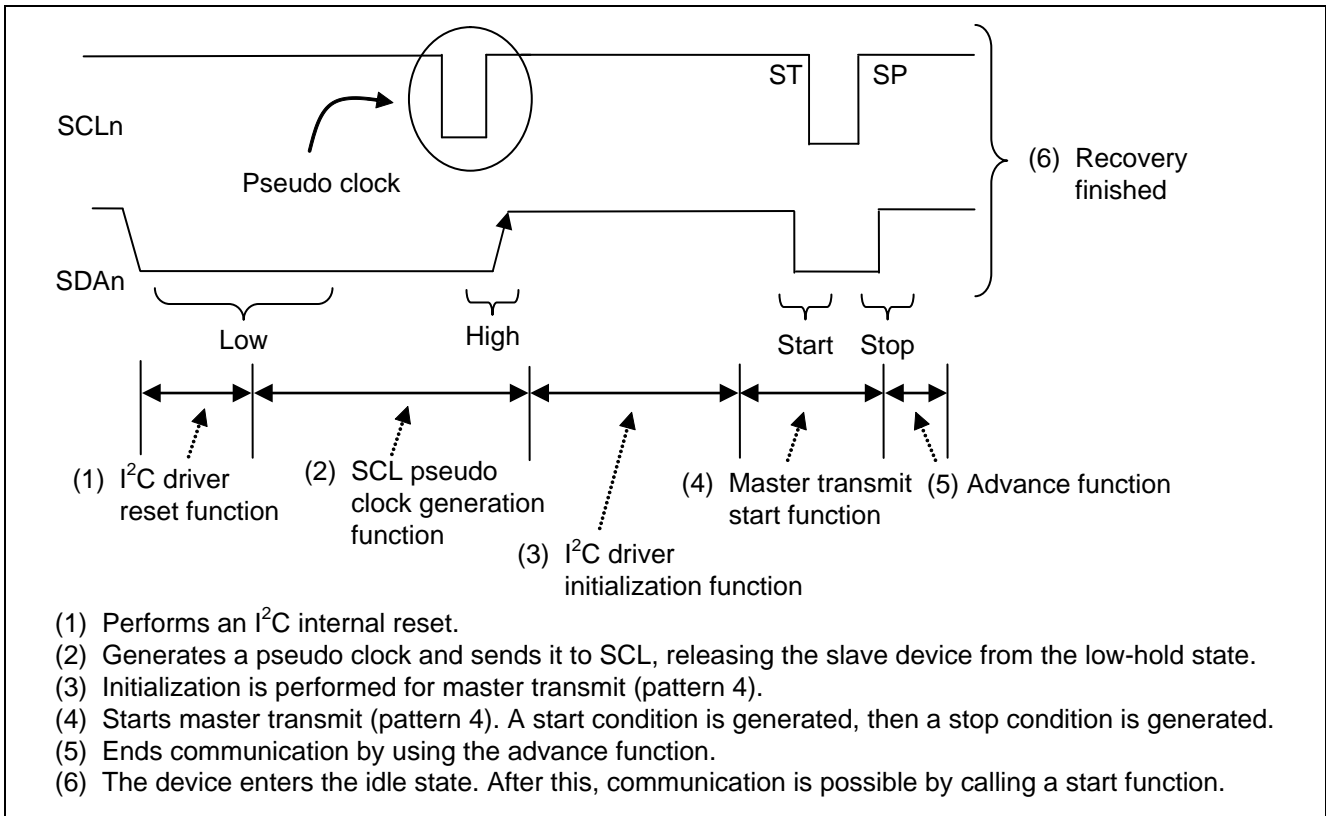 ST
SP
SCLn
Pseudo clock
(6) Recovery
finished
SDAn
Low
High
Start
Stop
(1) I²C driver
reset function
(2) SCL pseudo
clock generation
function
(3) I²C driver
initialization function
(4) Master transmit
start function
(5) Advance function
(1) Performs an I²C internal reset.
(2) Generates a pseudo clock and sends it to SCL, releasing the slave device from the low-hold state.
(3) Initialization is performed for master transmit (pattern 4).
(4) Starts master transmit (pattern 4). A start condition is generated, then a stop condition is generated.
(5) Ends communication by using the advance function.
(6) The device enters the idle state. After this, communication is possible by calling a start function.